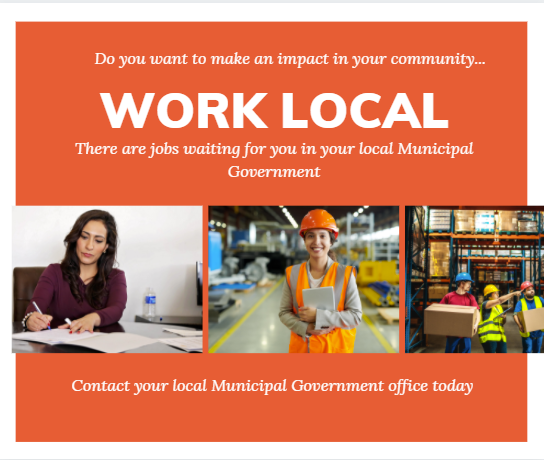 Do you want to make an impact in your community...
WORK LOCAL
There are jobs waiting for you in your local Municipal
Government
Contact your local Municipal Government office today